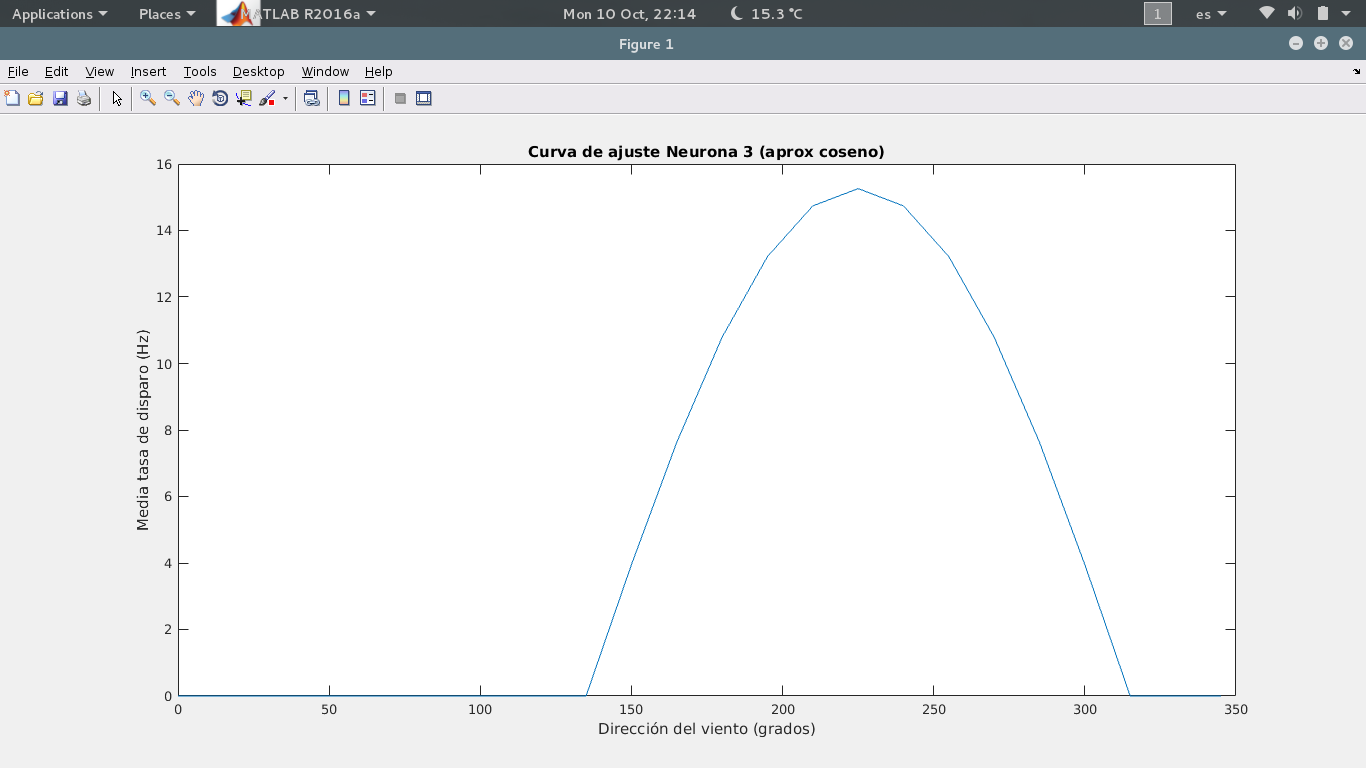 Applications Places MATLAB R2016a Mon 10 Oct, 22:14 15.3 °C 1 es
Figure 1
File Edit View Insert Tools Desktop Window Help
Curva de ajuste Neurona 3 (aprox coseno)
16
14
12
10
8
6
4
2
0
Media tasa de disparo (Hz)
0 50 100 150 200 250 300 350
Dirección del viento (grados)